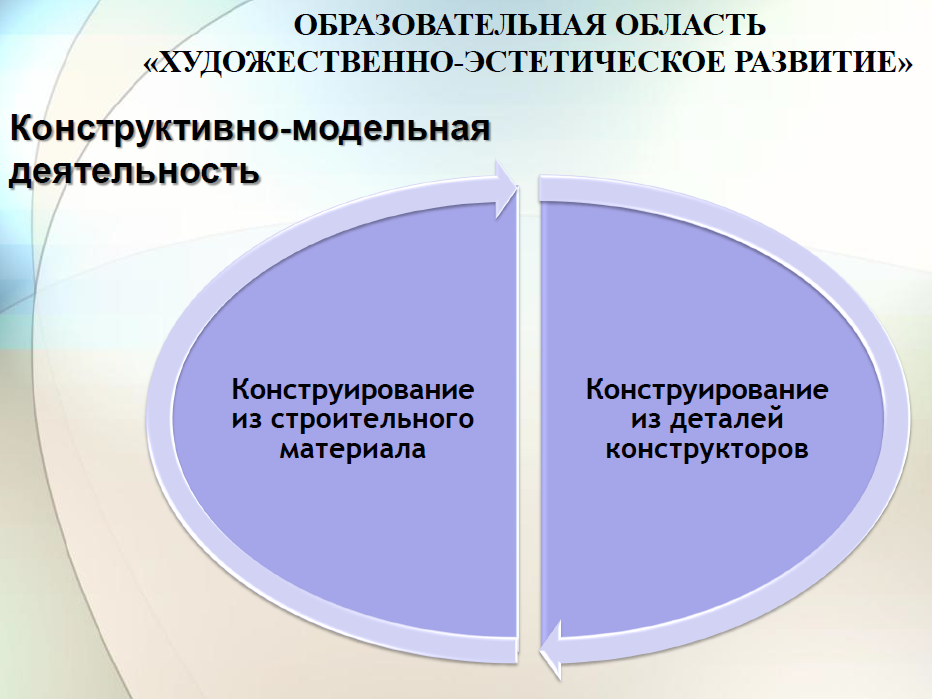 ОБРАЗОВАТЕЛЬНАЯ ОБЛАСТЬ
«ХУДОЖЕСТВЕННО-ЭСТЕТИЧЕСКОЕ РАЗВИТИЕ»
Конструктивно-модельная
деятельность
Конструирование
из строительного
материала
Конструирование
из деталей
конструкторов